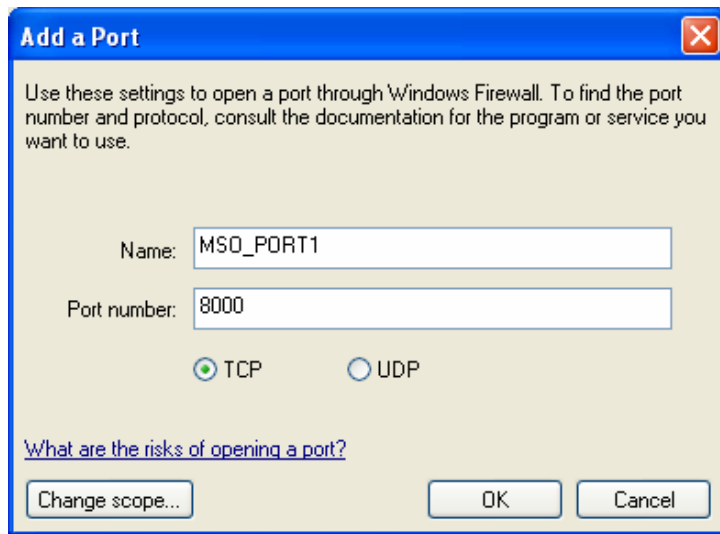 Add a Port
Use these settings to open a port through Windows Firewall. To find the port
number and protocol, consult the documentation for the program or service you
want to use.
Name: MSO_PORT1
Port number: 8000
TCP UDP
What are the risks of opening a port?
Change scope... OK Cancel